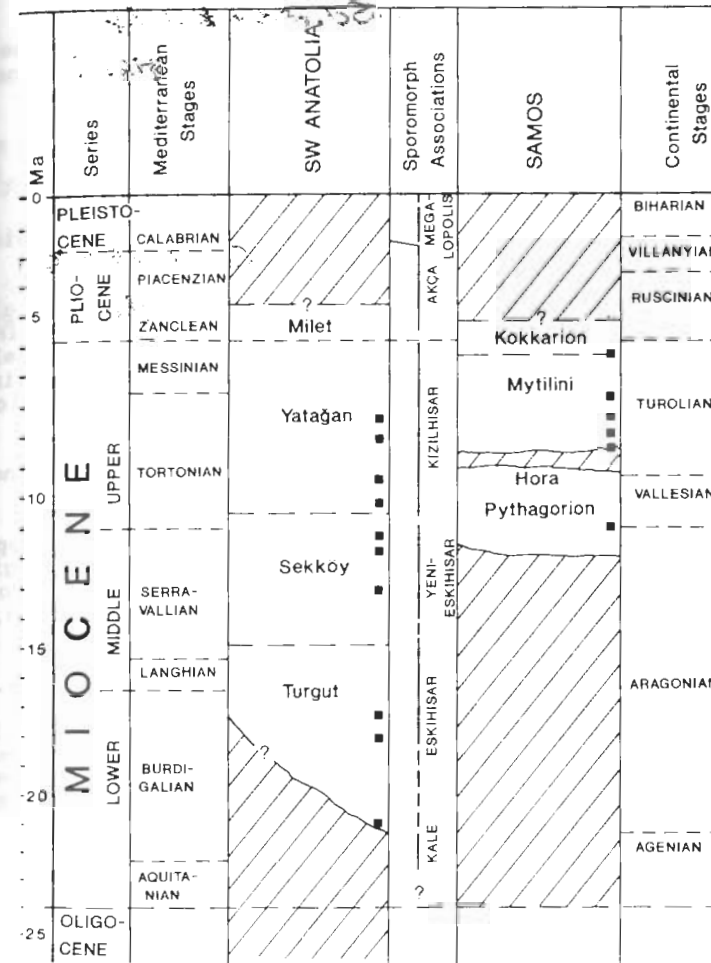 Ma
Series
Mediterranean
Stages
SW ANATOLIA
Sporomorph
Associations
SAMOS
Continental
Stages
0
5
10
15
20
25
PLEISTO-
CENE
PLIO-
CENE
MIOCENE
UPPER
MIDDLE
LOWER
OLIGO-
CENE
CALABRIAN
PIACENZIAN
ZANCLEAN
MESSINIAN
TORTONIAN
SERRA-
VALLIAN
LANGHIAN
BURDI-
GALIAN
AQUITA-
NIAN
?
Milet
Yatağan
Sekköy
Turgut
?
MEGA-
LOPOLIS
AKÇA
KIZILHISAR
YENI-
ESKIHISAR
ESKIHISAR
KALE
?
?
Kokkarion
Mytilini
Hora
Pythagorion
BIHARIAN
VILLANYIAN
RUSCINIAN
TUROLIAN
VALLESIAN
ARAGONIAN
AGENIAN